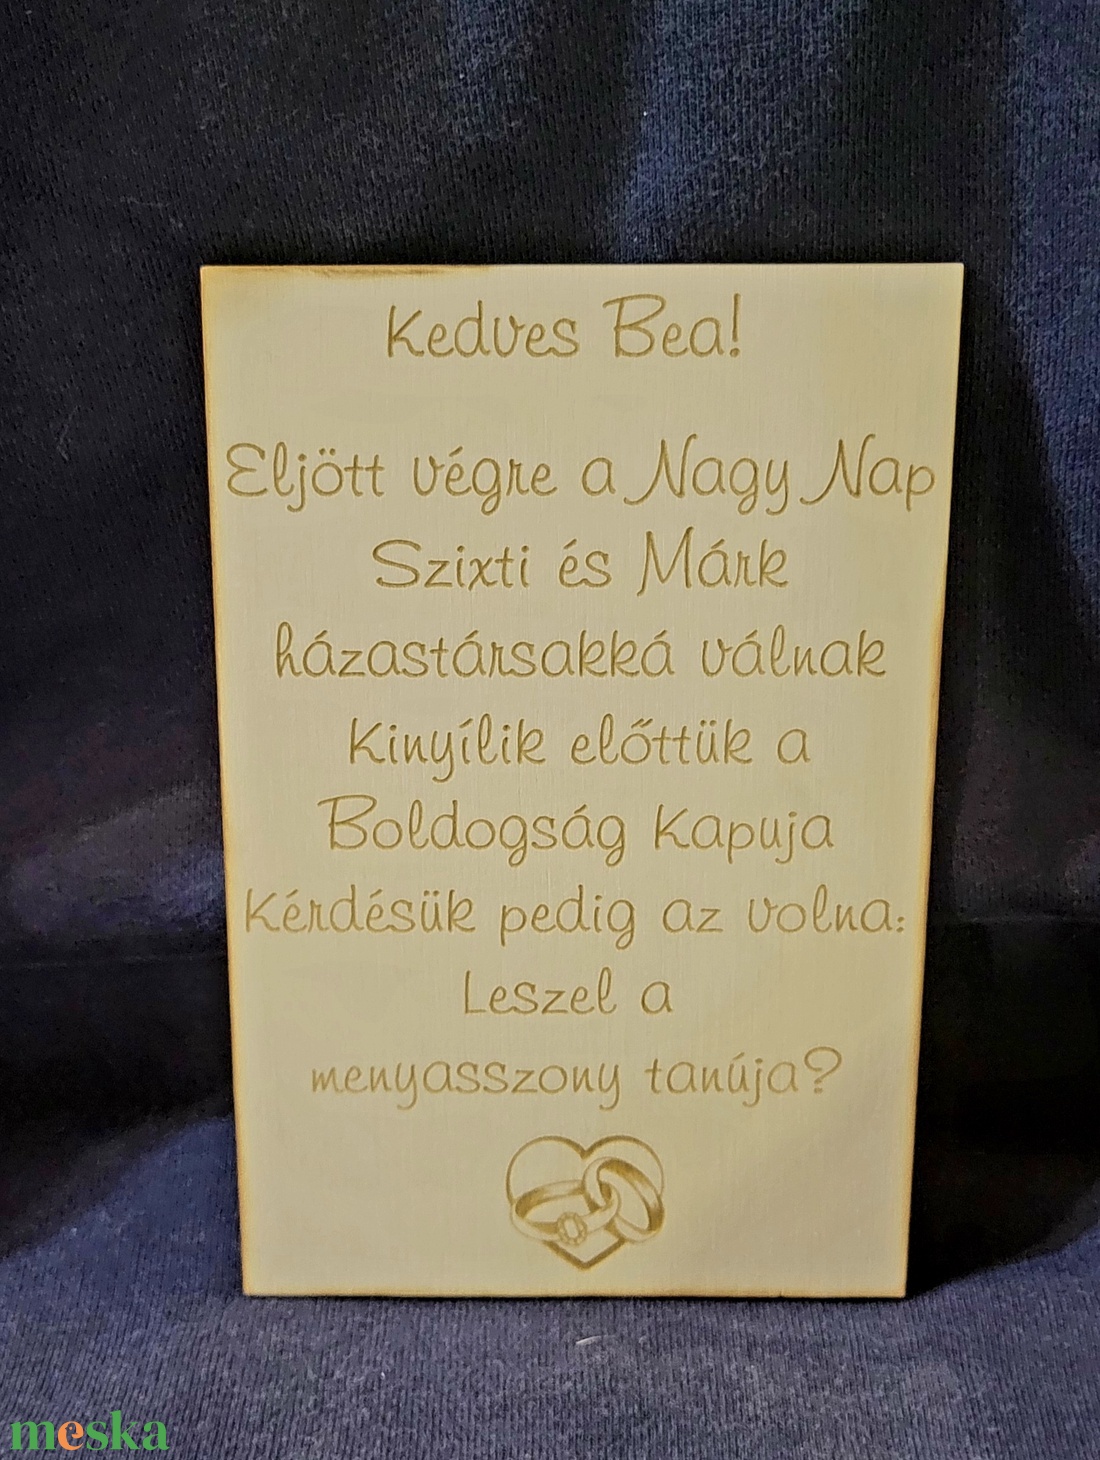 Kedves Bea!
Eljött végre a Nagy Nap
Szixti és Márk
házastársakká válnak
Kinyílik előttük a
Boldogság Kapuja
Kérdésük pedig az volna:
Leszel a
menyasszony tanúja?
meska